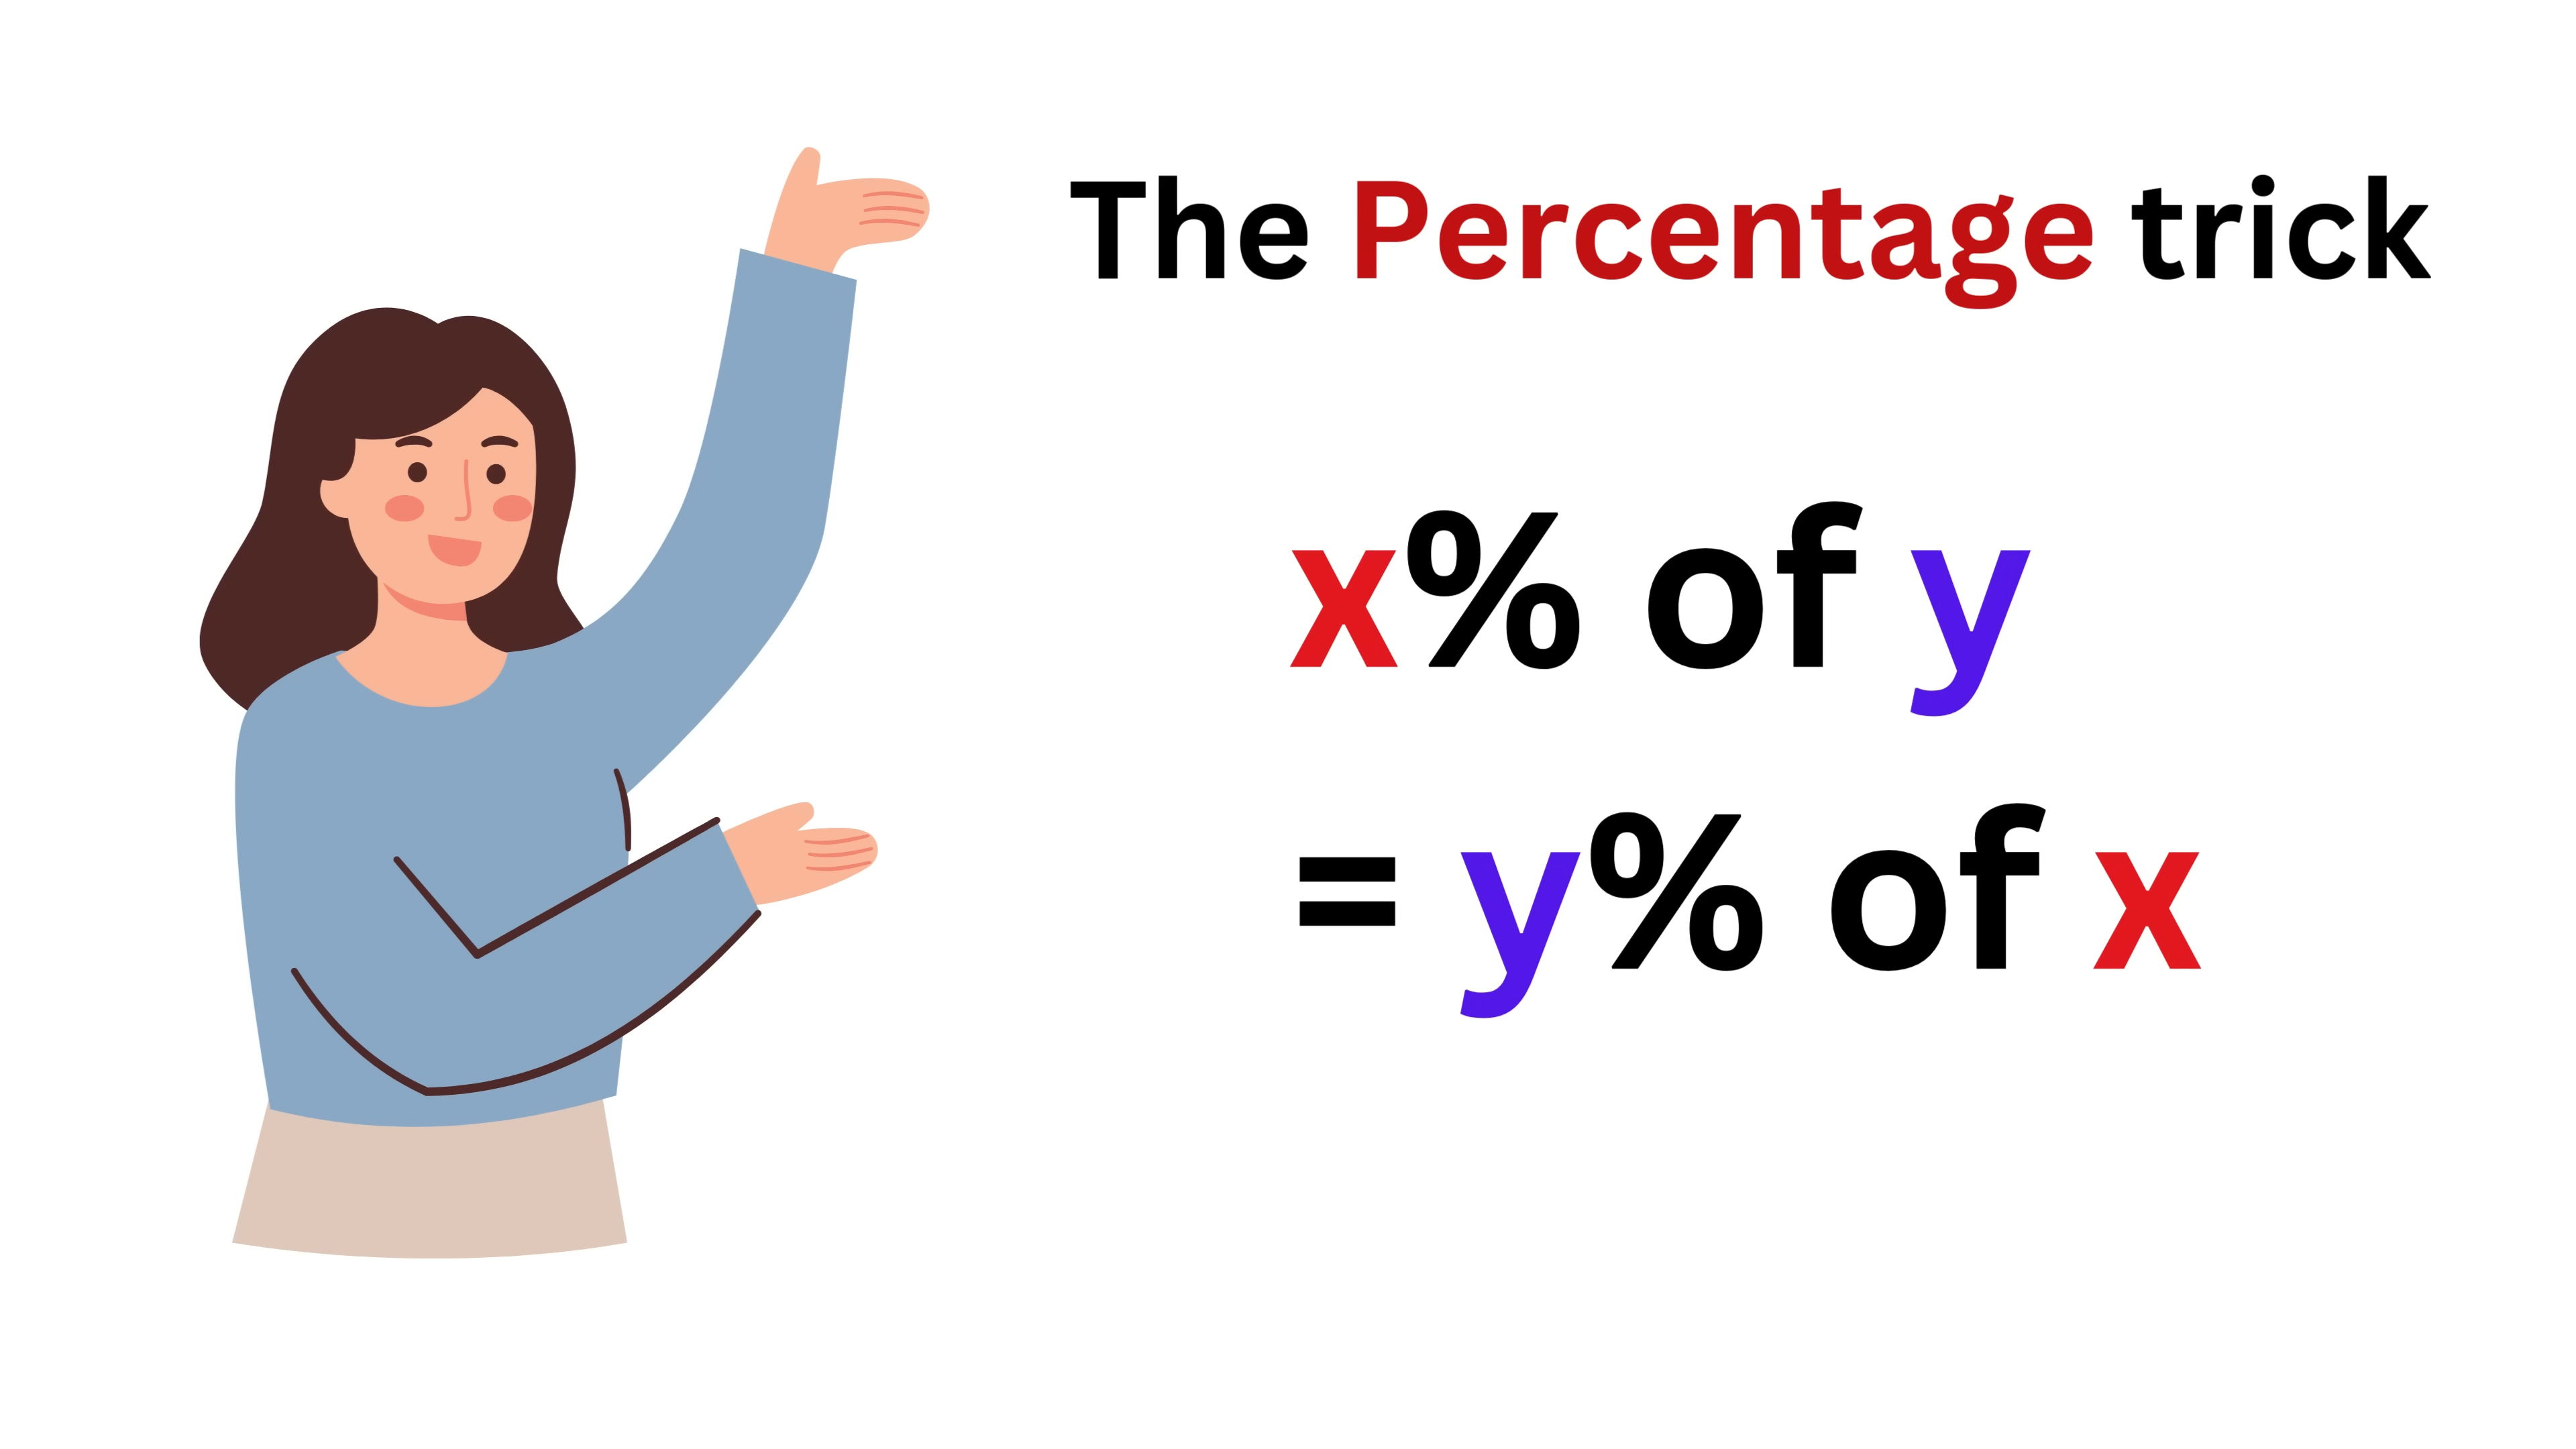 The Percentage trick
x% of y
= y% of x